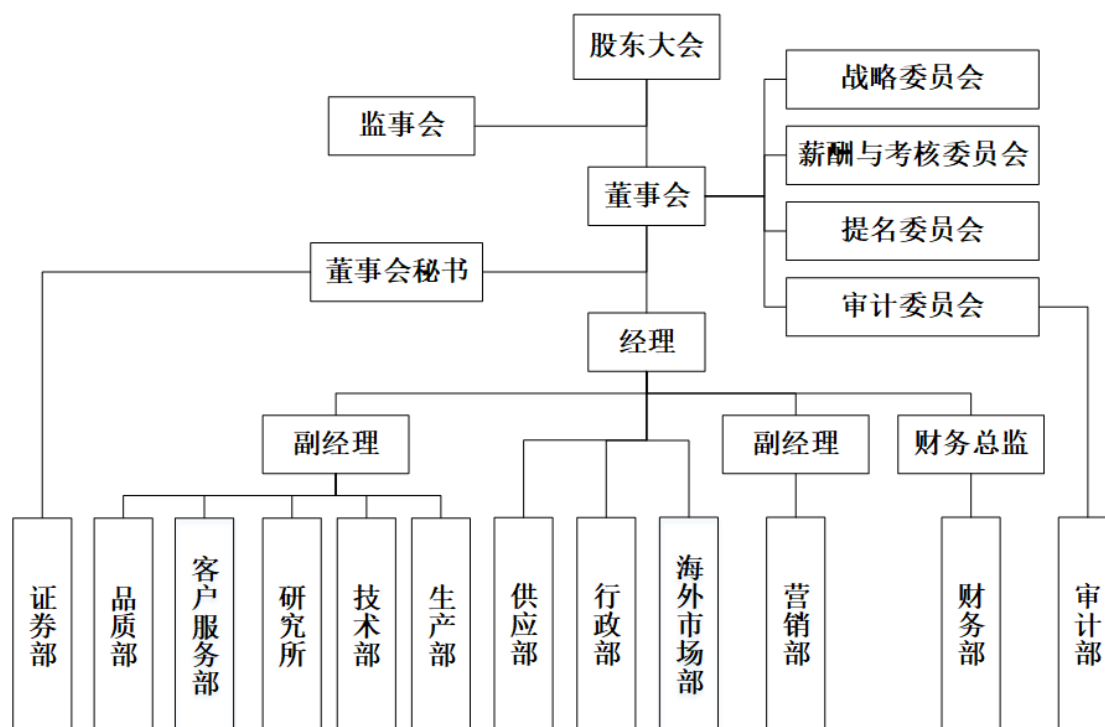 股东大会
战略委员会
监事会
薪酬与考核委员会
董事会
提名委员会
董事会秘书
审计委员会
经理
副经理
副经理
财务总监
证券部
品质部
客户服务部
研究所
技术部
生产部
供应部
行政部
海外市场部
营销部
财务部
审计部